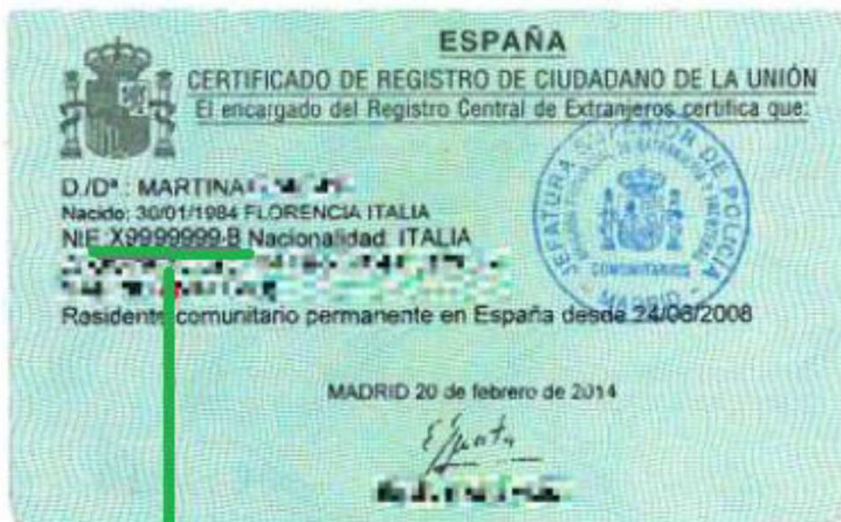 ESPAÑA
CERTIFICADO DE REGISTRO DE CIUDADANO DE LA UNIÓN
El encargado del Registro Central de Extranjeros certifica que:
D./Dª : MARTINA
Nacido: 30/01/1984 FLORENCIA ITALIA
NIE X9999999-B Nacionalidad ITALIA
Residente comunitario permanente en España desde 24/06/2008
MADRID 20 de febrero de 2014
JEFATURA SUPERIOR DE POLICIA
COMUNITARIOS
- MADRID -